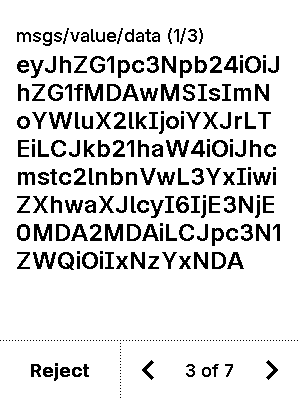 msgs/value/data (1/3)
eyJhZG1pc3Npb24iOiJ
hZG1fMDAwMSIsImN
oYWluX2lkIjoiYXJrLT
EiLCJkb21haW4iOiJhc
mstc2lnbnVwL3YxIiwi
ZXhwaXJlcyI6IjE3NjE
0MDA2MDAiLCJpc3N1
ZWQiOiIxNzYxNDA
Reject
3 of 7